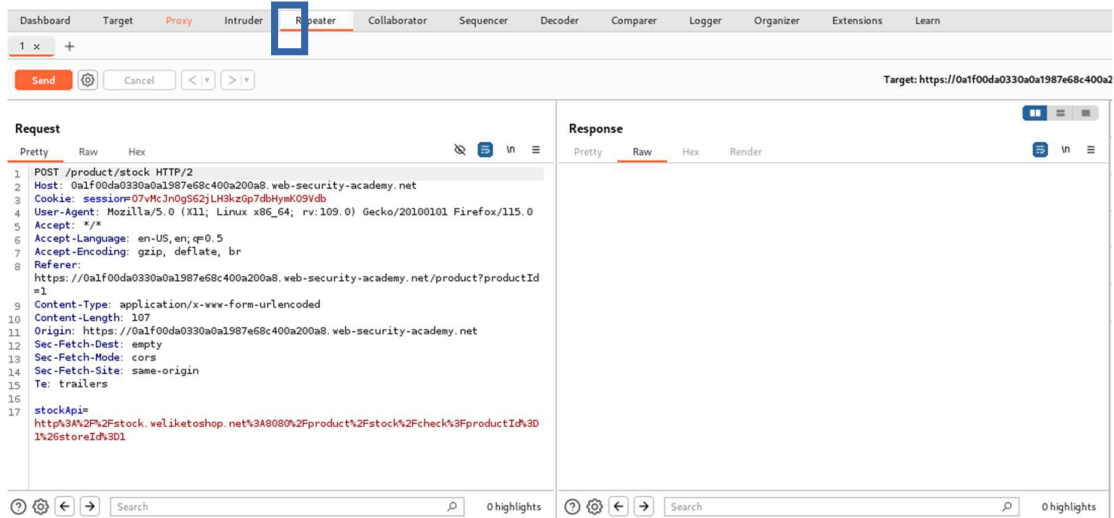 Dashboard Target Proxy Intruder Repeater Collaborator Sequencer Decoder Comparer Logger Organizer Extensions Learn
1 × +
Send Cancel < ▾ > ▾ Target: https://0a1f00da0330a0a1987e68c400a2
Request
Pretty Raw Hex \n
1 POST /product/stock HTTP/2
2 Host: 0a1f00da0330a0a1987e68c400a200a8.web-security-academy.net
3 Cookie: session=O7vMcJnOgS62jLH3kzGp7dbHymKO9Vdb
4 User-Agent: Mozilla/5.0 (X11; Linux x86_64; rv:109.0) Gecko/20100101 Firefox/115.0
5 Accept: */*
6 Accept-Language: en-US,en;q=0.5
7 Accept-Encoding: gzip, deflate, br
8 Referer:
https://0a1f00da0330a0a1987e68c400a200a8.web-security-academy.net/product?productId
=1
9 Content-Type: application/x-www-form-urlencoded
10 Content-Length: 107
11 Origin: https://0a1f00da0330a0a1987e68c400a200a8.web-security-academy.net
12 Sec-Fetch-Dest: empty
13 Sec-Fetch-Mode: cors
14 Sec-Fetch-Site: same-origin
15 Te: trailers
16
17 stockApi=
http%3A%2F%2Fstock.weliketoshop.net%3A8080%2Fproduct%2Fstock%2Fcheck%3FproductId%3D
1%26storeId%3D1
Search 0 highlights
Response
Pretty Raw Hex Render \n
Search 0 highlights